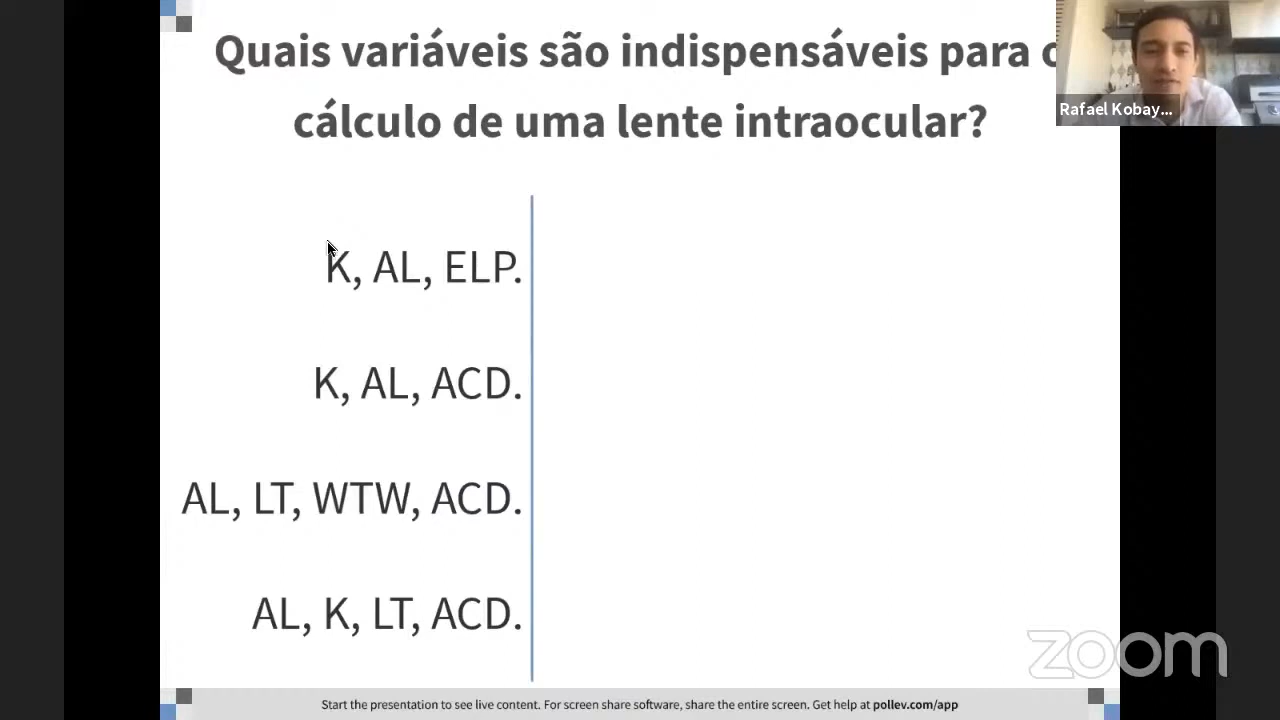 Quais variáveis são indispensáveis para o
cálculo de uma lente intraocular?
Rafael Kobay...
K, AL, ELP.
K, AL, ACD.
AL, LT, WTW, ACD.
AL, K, LT, ACD.
zoom
Start the presentation to see live content. For screen share software, share the entire screen. Get help at pollev.com/app